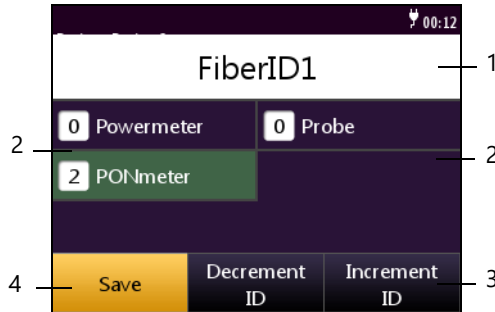 00:12
FiberID1
1
0 Powermeter
0 Probe
2
2
2 PONmeter
4
Save
Decrement
ID
Increment
ID
3